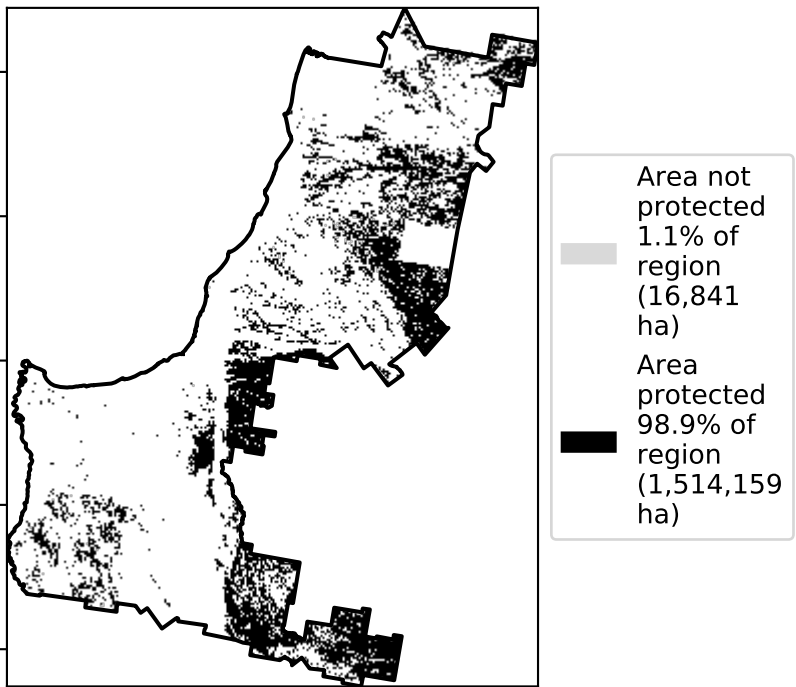 Area not
protected
1.1% of
region
(16,841
ha)
Area
protected
98.9% of
region
(1,514,159
ha)